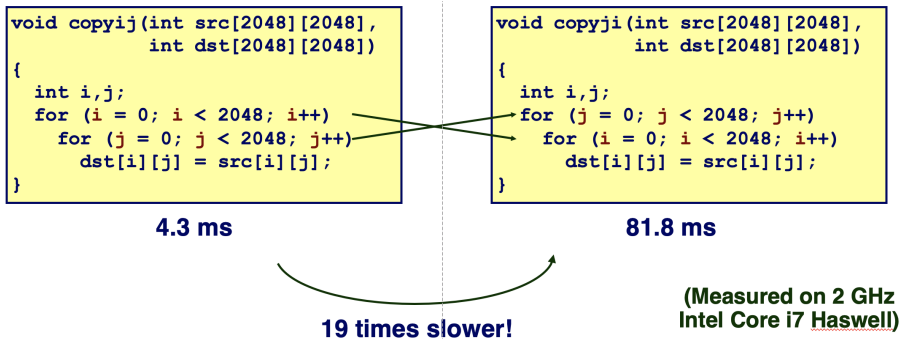 void copyij(int src[2048][2048],
            int dst[2048][2048])
{
  int i,j;
  for (i = 0; i < 2048; i++)
    for (j = 0; j < 2048; j++)
      dst[i][j] = src[i][j];
}
4.3 ms
void copyji(int src[2048][2048],
            int dst[2048][2048])
{
  int i,j;
  for (j = 0; j < 2048; j++)
    for (i = 0; i < 2048; i++)
      dst[i][j] = src[i][j];
}
81.8 ms
19 times slower!
(Measured on 2 GHz
Intel Core i7 Haswell)